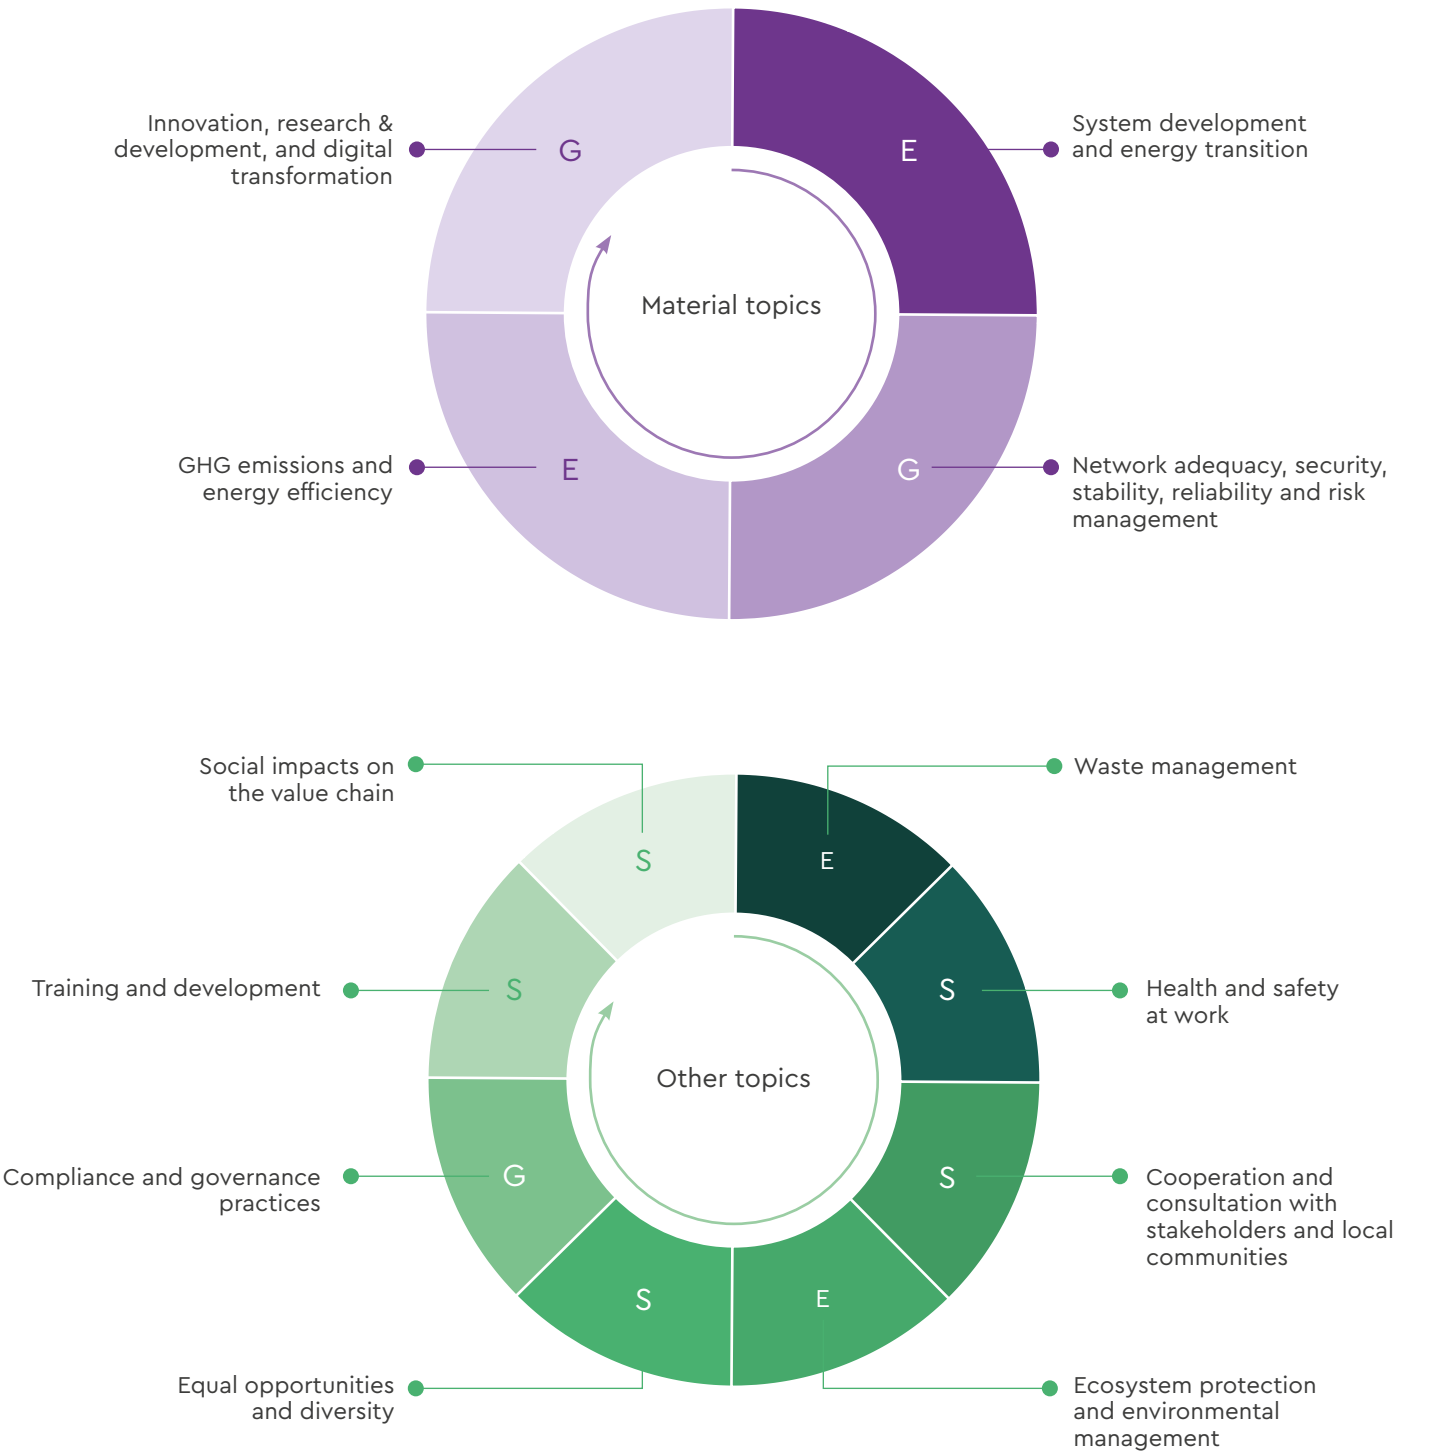 Innovation, research &
development, and digital
transformation
G
E
System development
and energy transition
Material topics
GHG emissions and
energy efficiency
E
G
Network adequacy, security,
stability, reliability and risk
management
Social impacts on
the value chain
Waste management
S
E
Training and development
S
S
Health and safety
at work
Other topics
Compliance and governance
practices
G
S
Cooperation and
consultation with
stakeholders and local
communities
S
E
Equal opportunities
and diversity
Ecosystem protection
and environmental
management